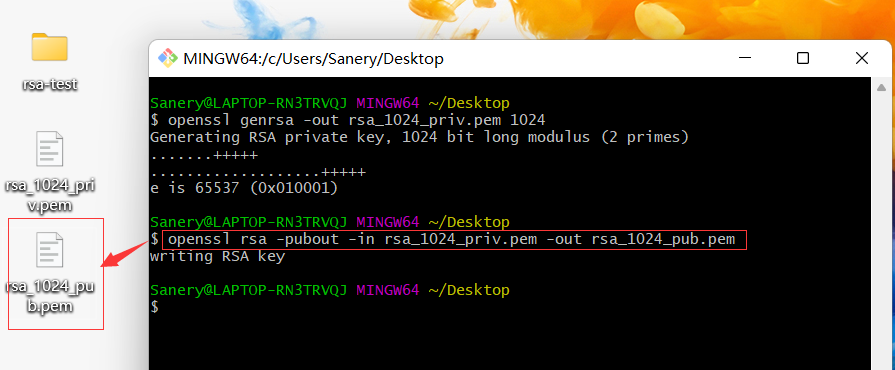 rsa-test
rsa_1024_pri
v.pem
rsa_1024_pu
b.pem
MINGW64:/c/Users/Sanery/Desktop
Sanery@LAPTOP-RN3TRVQJ MINGW64 ~/Desktop
$ openssl genrsa -out rsa_1024_priv.pem 1024
Generating RSA private key, 1024 bit long modulus (2 primes)
.......+++++
...................+++++
e is 65537 (0x010001)
Sanery@LAPTOP-RN3TRVQJ MINGW64 ~/Desktop
$ openssl rsa -pubout -in rsa_1024_priv.pem -out rsa_1024_pub.pem
writing RSA key
Sanery@LAPTOP-RN3TRVQJ MINGW64 ~/Desktop
$